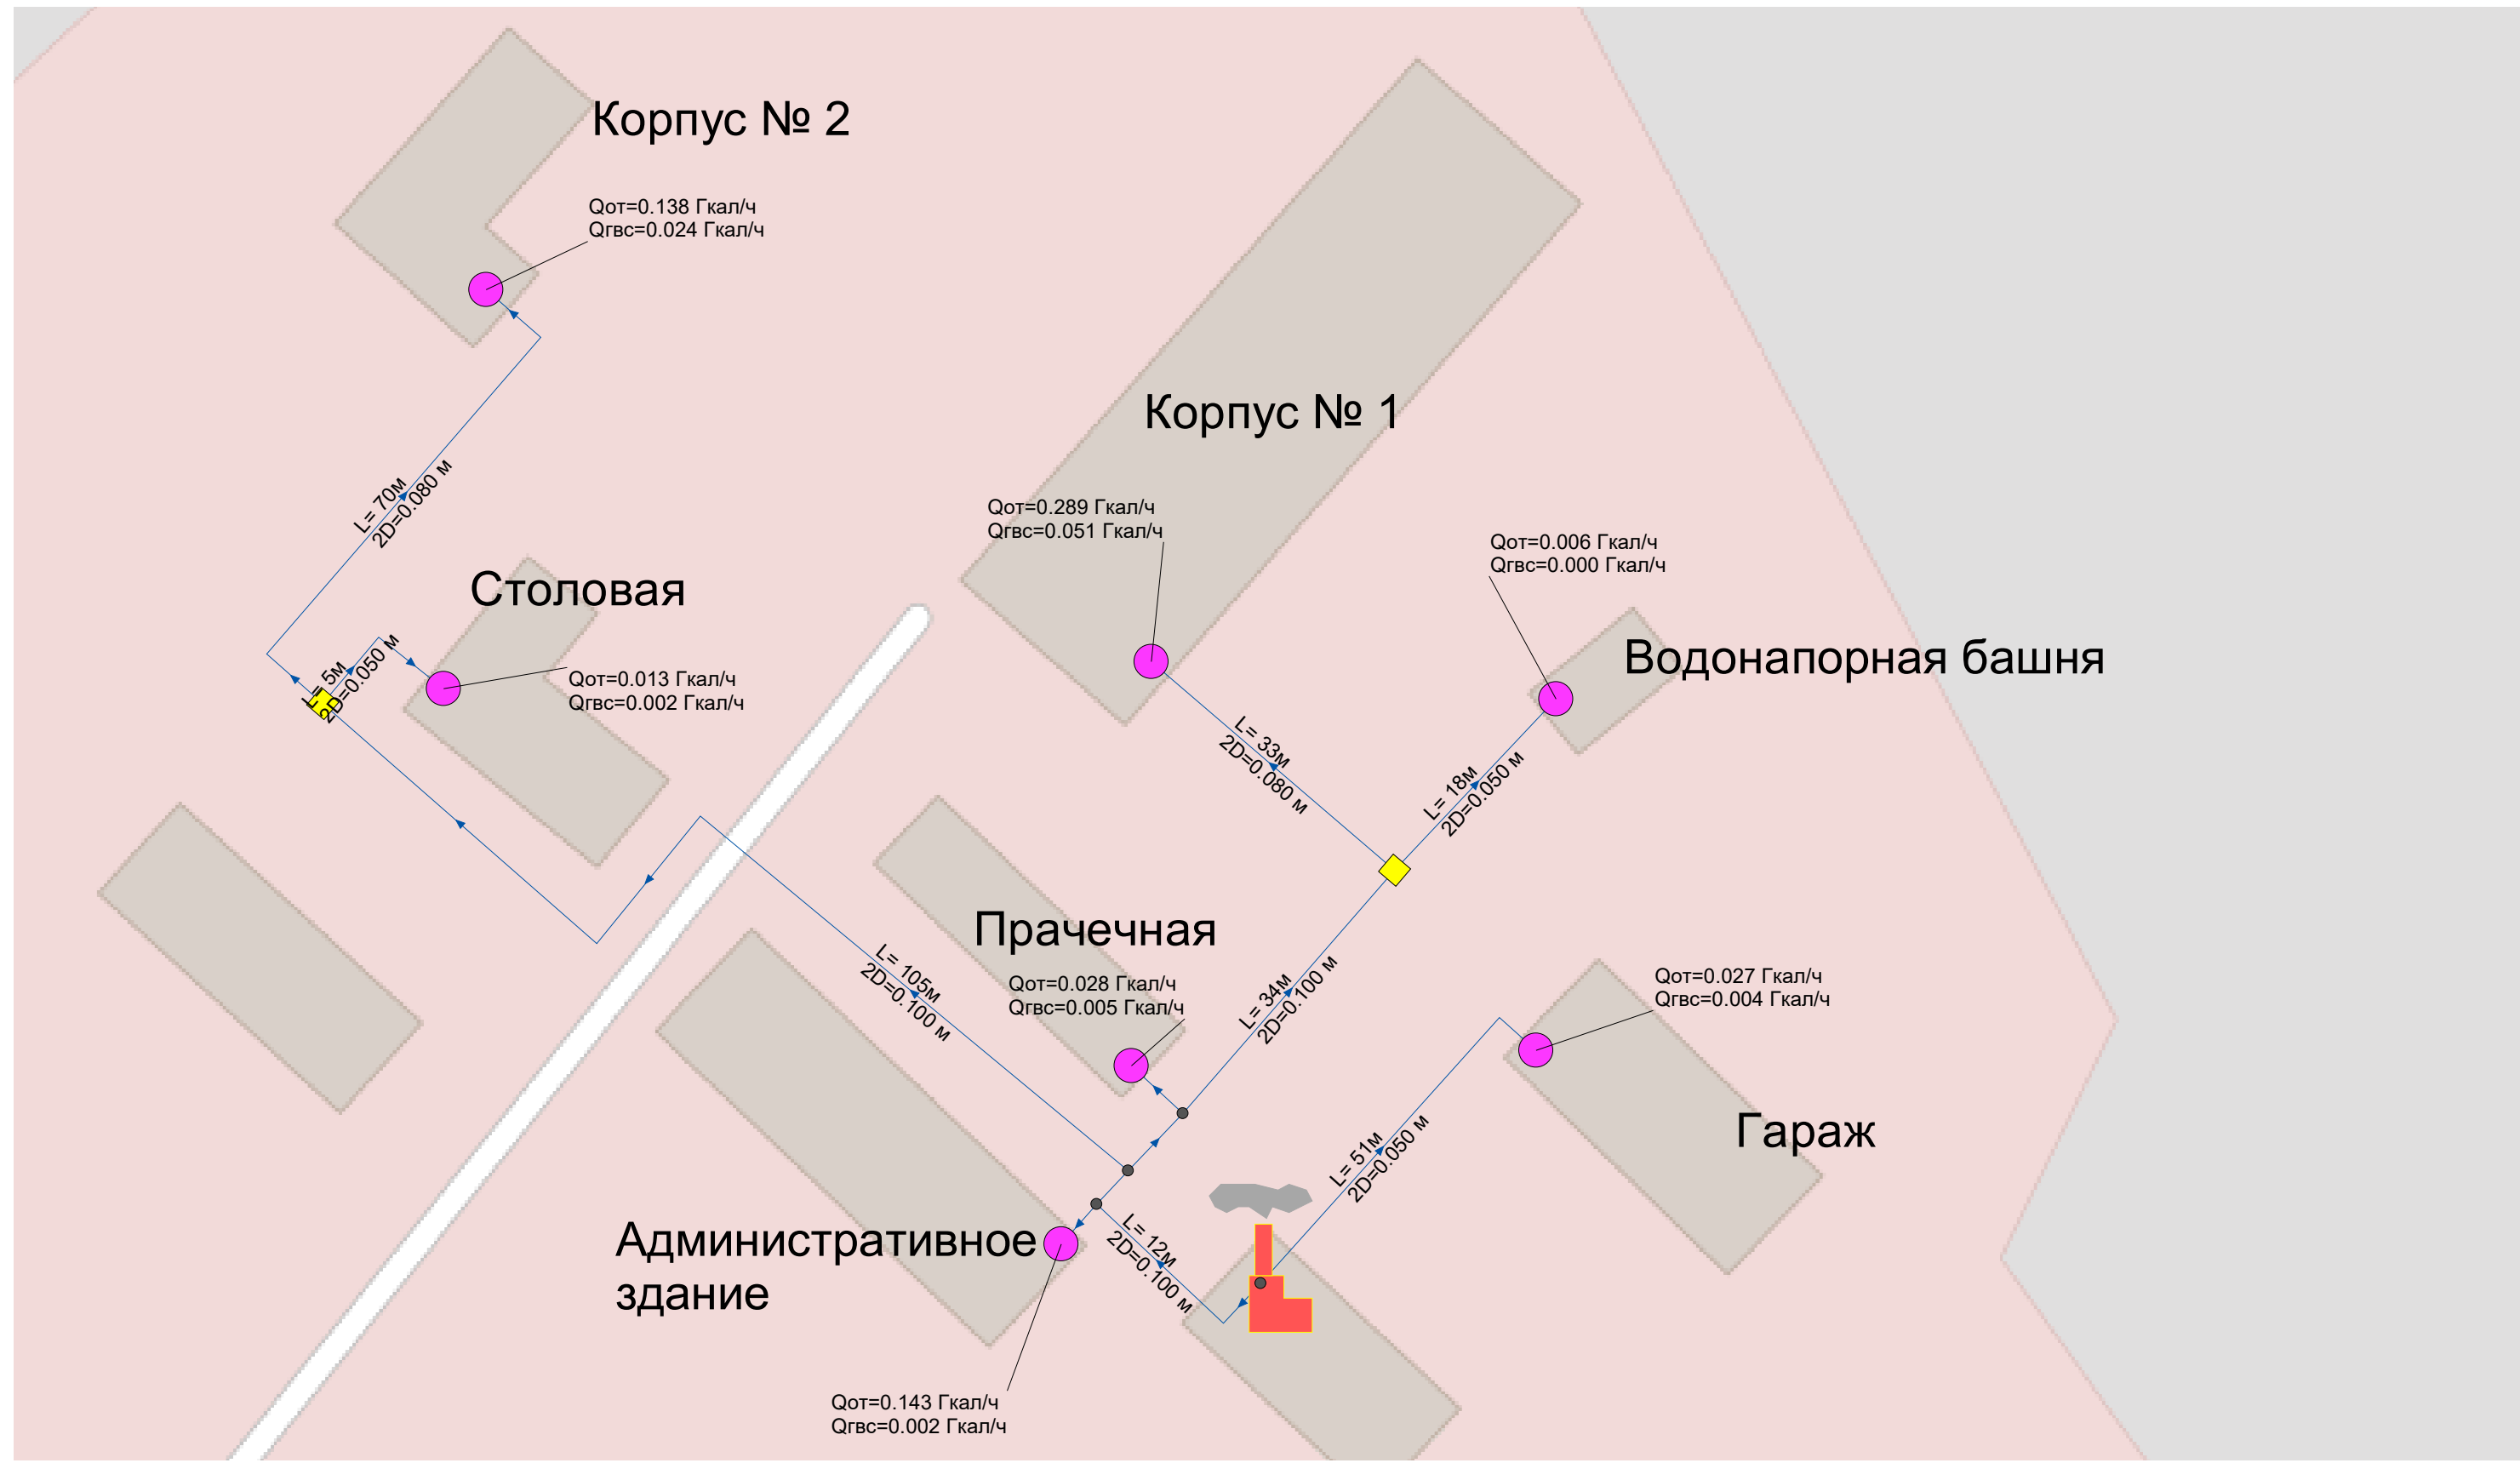 Корпус № 2
Qот=0.138 Гкал/ч
Qгвс=0.024 Гкал/ч
Корпус № 1
L= 70м
2D=0.080 м
Qот=0.289 Гкал/ч
Qгвс=0.051 Гкал/ч
Qот=0.006 Гкал/ч
Qгвс=0.000 Гкал/ч
Столовая
L= 5м
2D=0.050 м
Qот=0.013 Гкал/ч
Qгвс=0.002 Гкал/ч
Водонапорная башня
L= 33м
2D=0.080 м
L= 18м
2D=0.050 м
Прачечная
Qот=0.028 Гкал/ч
Qгвс=0.005 Гкал/ч
L= 105м
2D=0.100 м
L= 34м
2D=0.100 м
Qот=0.027 Гкал/ч
Qгвс=0.004 Гкал/ч
Гараж
L= 51м
2D=0.050 м
Административное
здание
L= 12м
2D=0.100 м
Qот=0.143 Гкал/ч
Qгвс=0.002 Гкал/ч